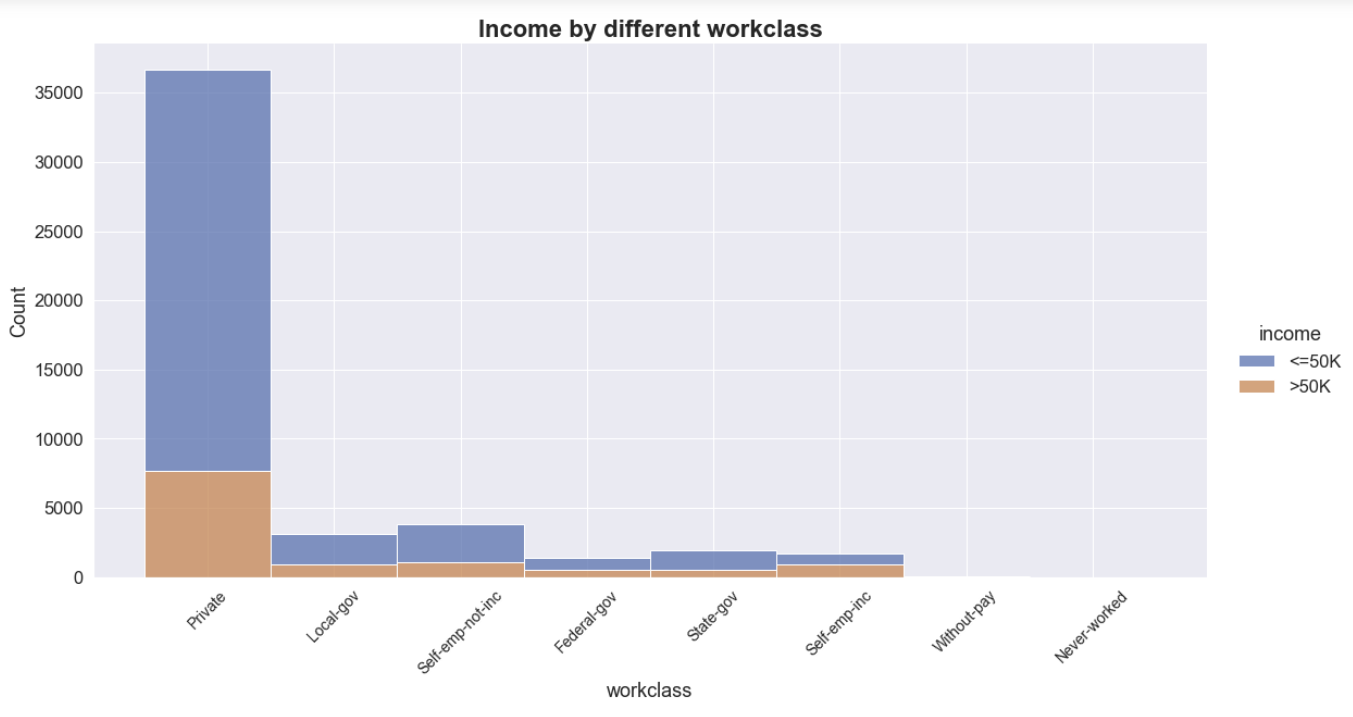 Income by different workclass
Count
35000
30000
25000
20000
15000
10000
5000
0
Private
Local-gov
Self-emp-not-inc
Federal-gov
State-gov
Self-emp-inc
Without-pay
Never-worked
workclass
income
<=50K
>50K